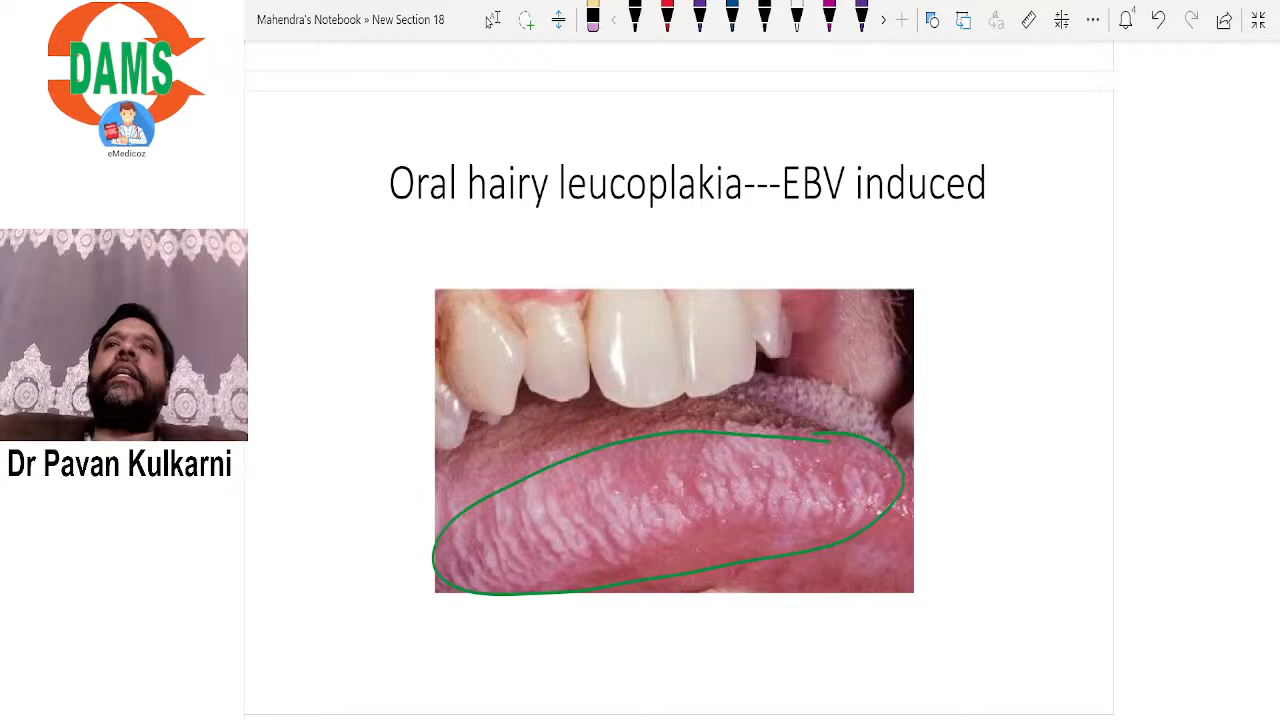 DAMS
eMedicoz
Mahendra's Notebook » New Section 18
Oral hairy leucoplakia---EBV induced
Dr Pavan Kulkarni